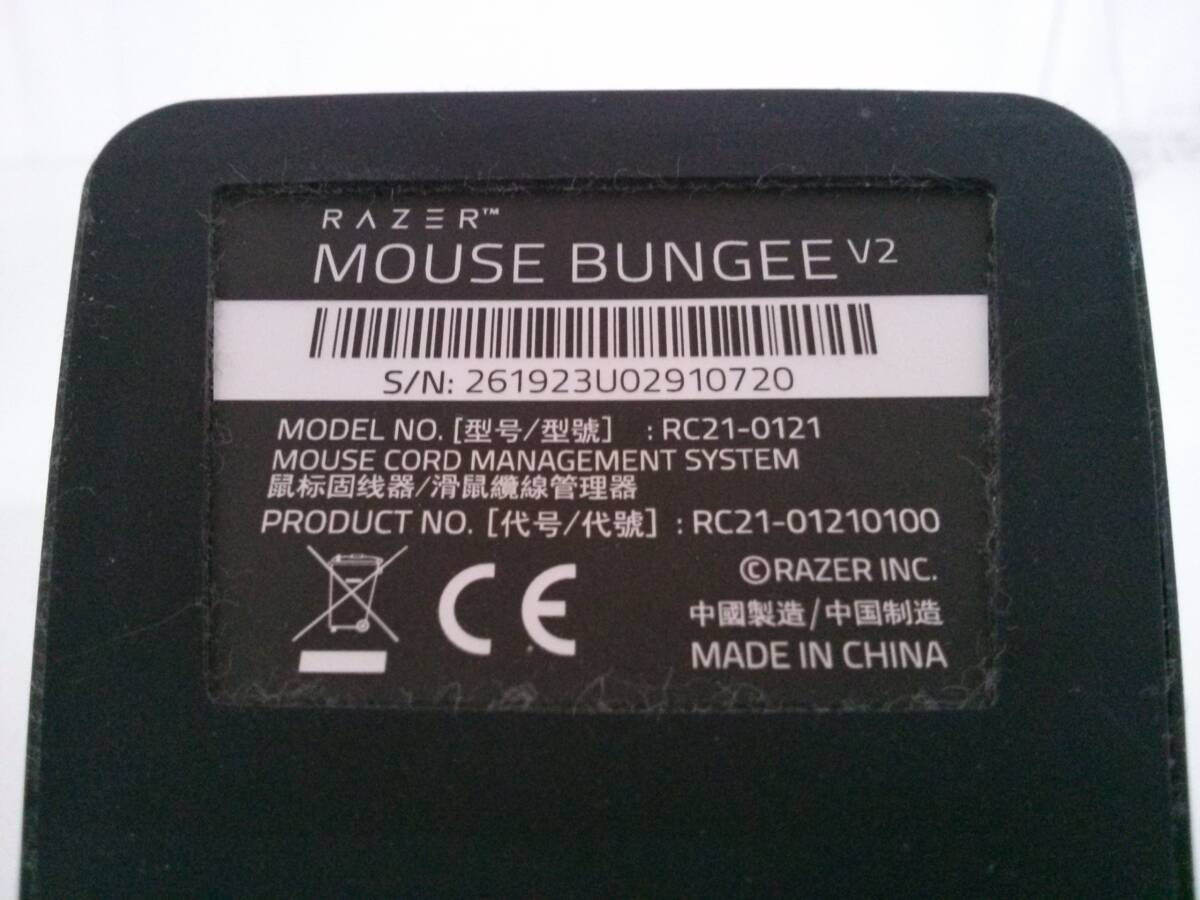 RAZER™
MOUSE BUNGEE V2
S/N: 261923U02910720
MODEL NO. [型号/型號] : RC21-0121
MOUSE CORD MANAGEMENT SYSTEM
鼠标固线器/滑鼠纜線管理器
PRODUCT NO. [代号/代號] : RC21-01210100
CE
©RAZER INC.
中國製造/中国制造
MADE IN CHINA